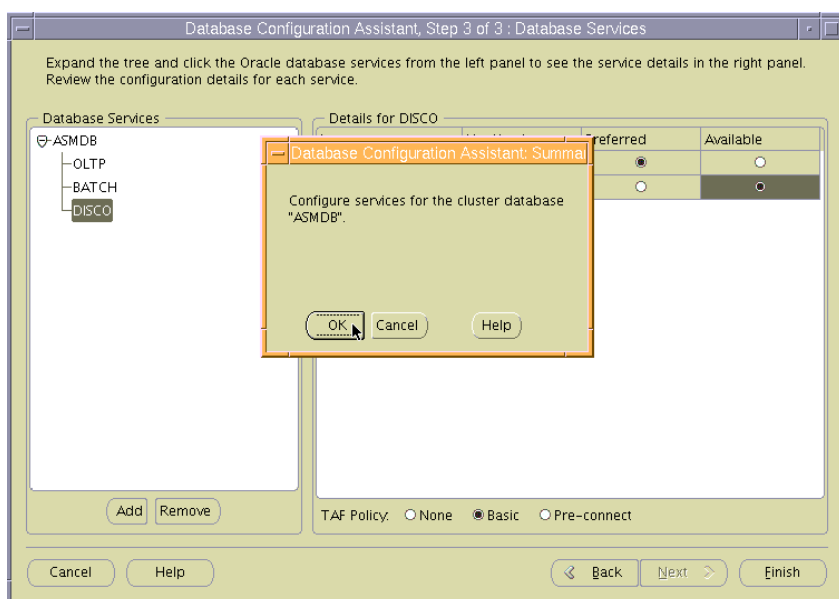 Database Configuration Assistant, Step 3 of 3 : Database Services
Expand the tree and click the Oracle database services from the left panel to see the service details in the right panel.
Review the configuration details for each service.
Database Services
ASMDB
OLTP
BATCH
DISCO
Add Remove
Details for DISCO
Preferred Available
TAF Policy: None Basic Pre-connect
Database Configuration Assistant: Summar
Configure services for the cluster database
"ASMDB".
OK Cancel Help
Cancel Help Back Next Finish